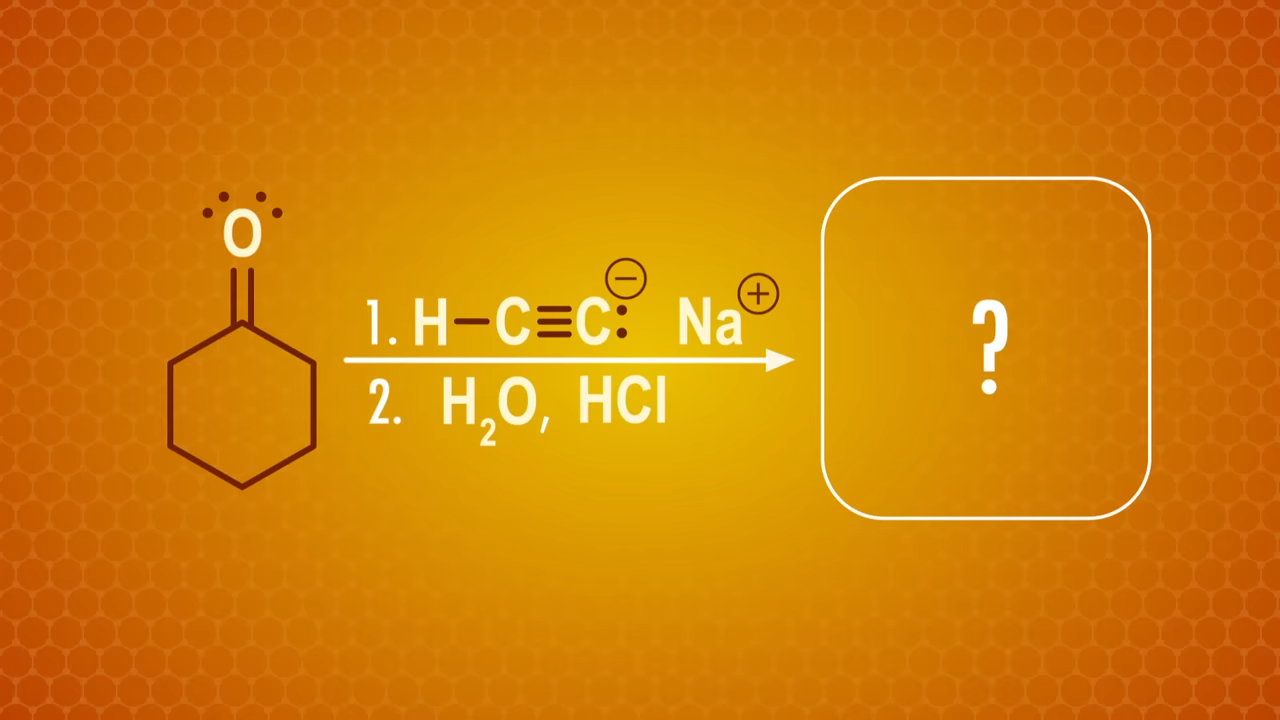 O
1. H–C≡C:⊖ Na⊕
2. H₂O, HCl
?